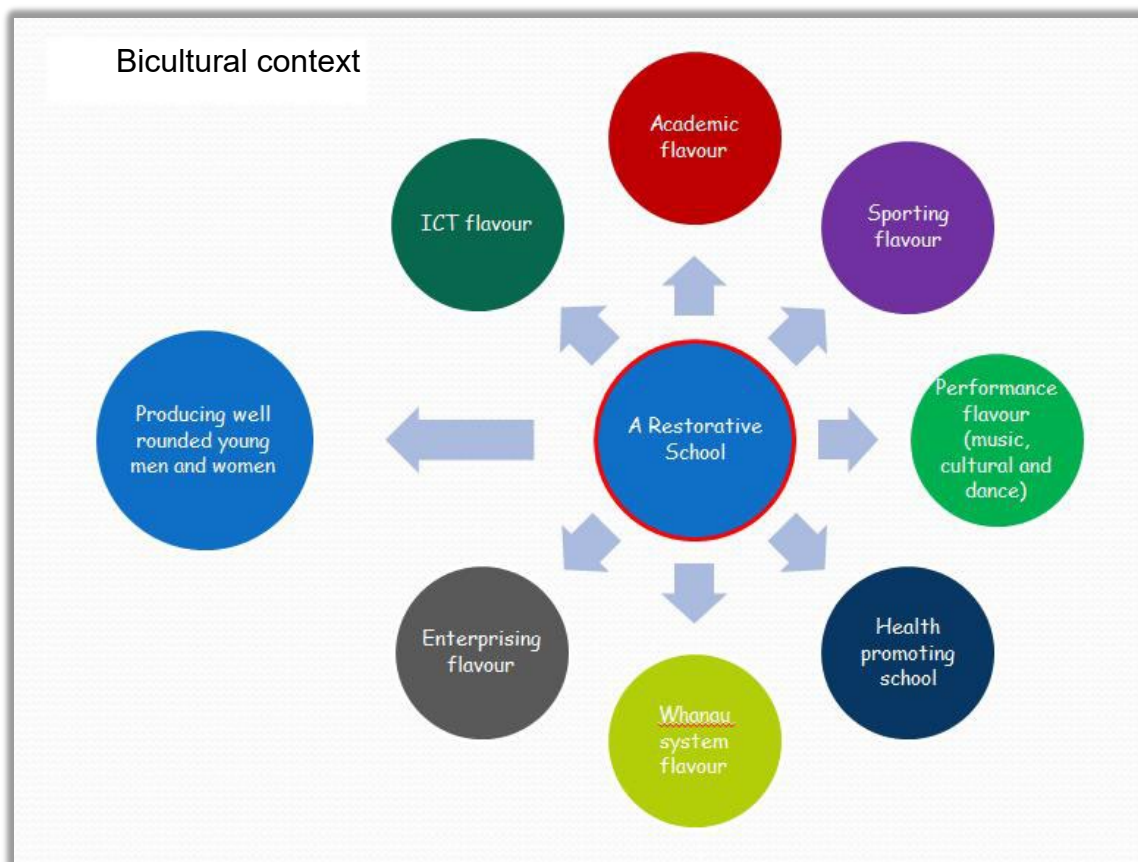 Bicultural context
Academic
flavour
Sporting
flavour
Performance
flavour
(music,
cultural and
dance)
Health
promoting
school
Whanau
system
flavour
Enterprising
flavour
Producing well
rounded young
men and women
ICT flavour
A Restorative
School